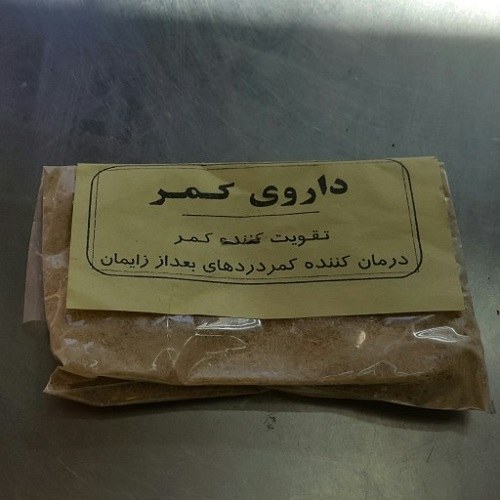 داروی کمر
تقویت کننده کمر
درمان کننده کمردردهای بعداز زایمان